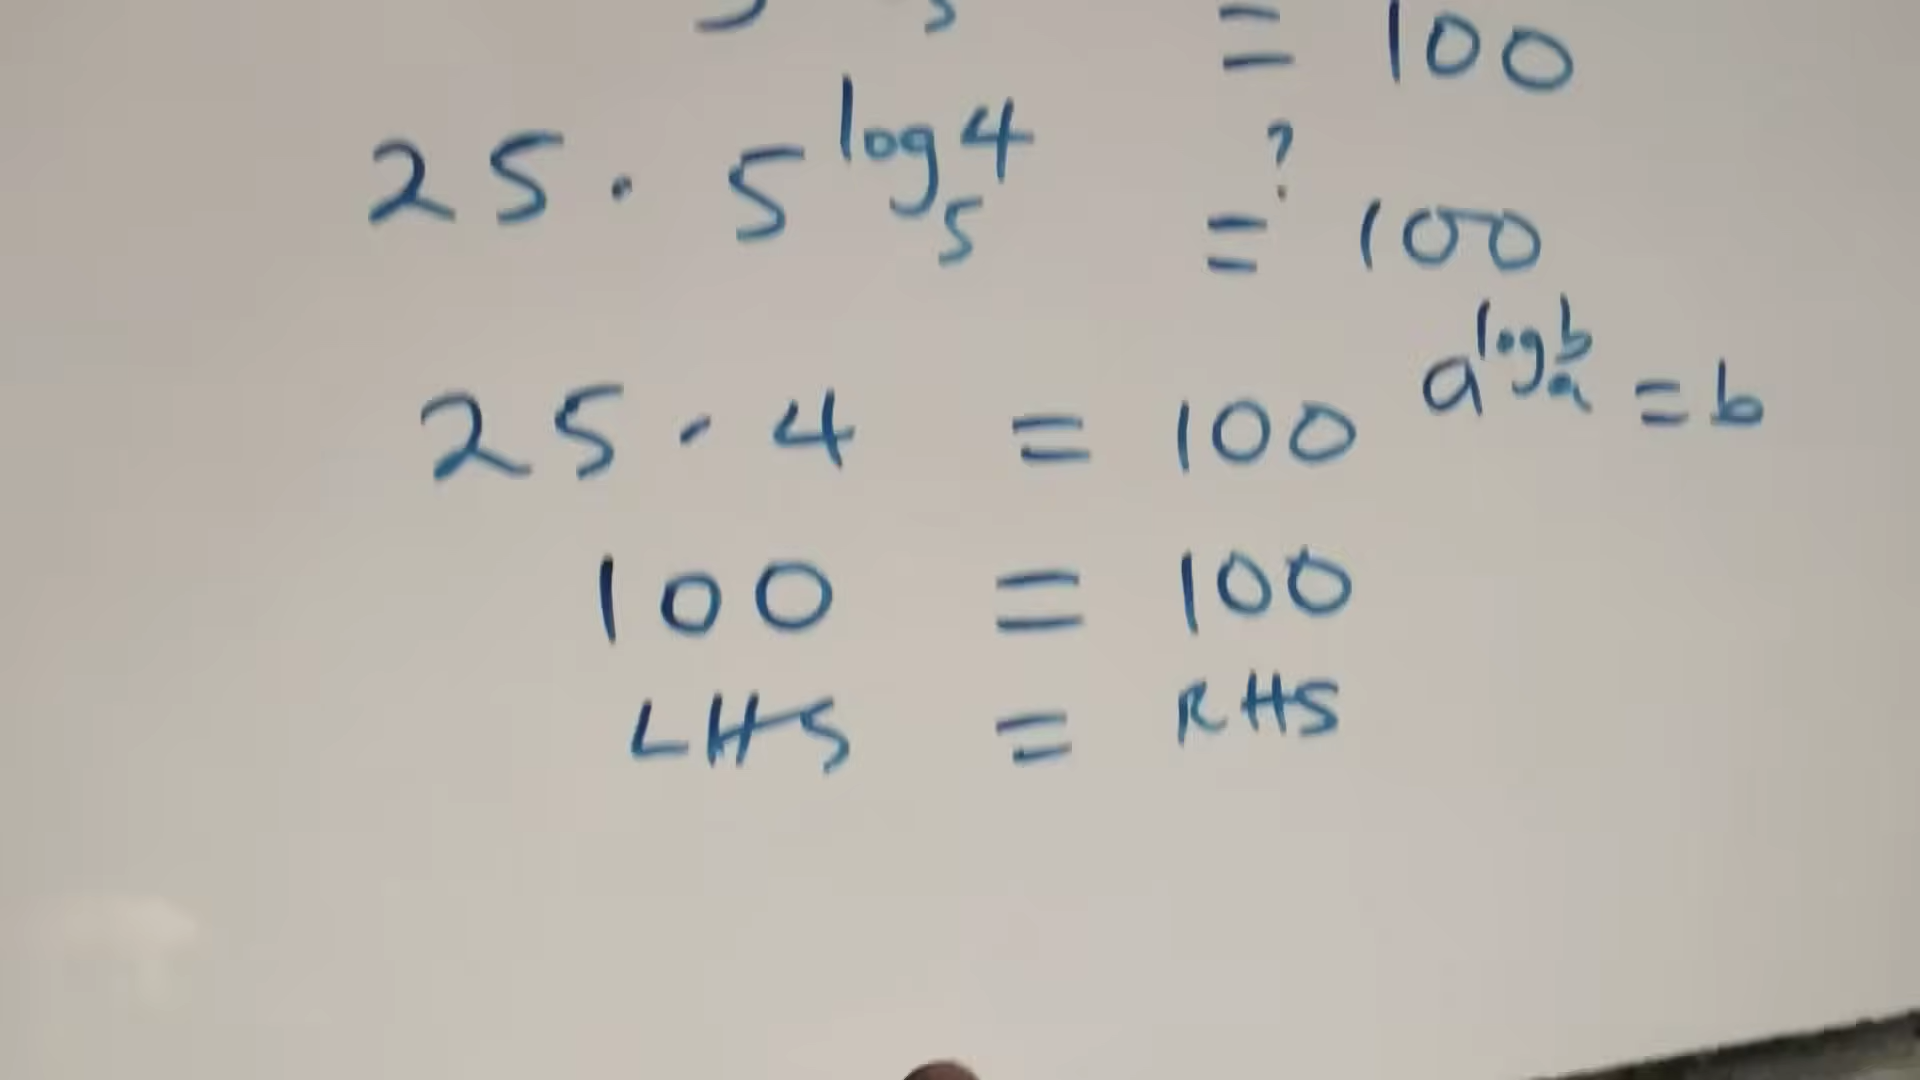 = 100
25 · 5^log₅4 =? 100
a^logₐb = b
25 · 4 = 100
100 = 100
LHS = RHS